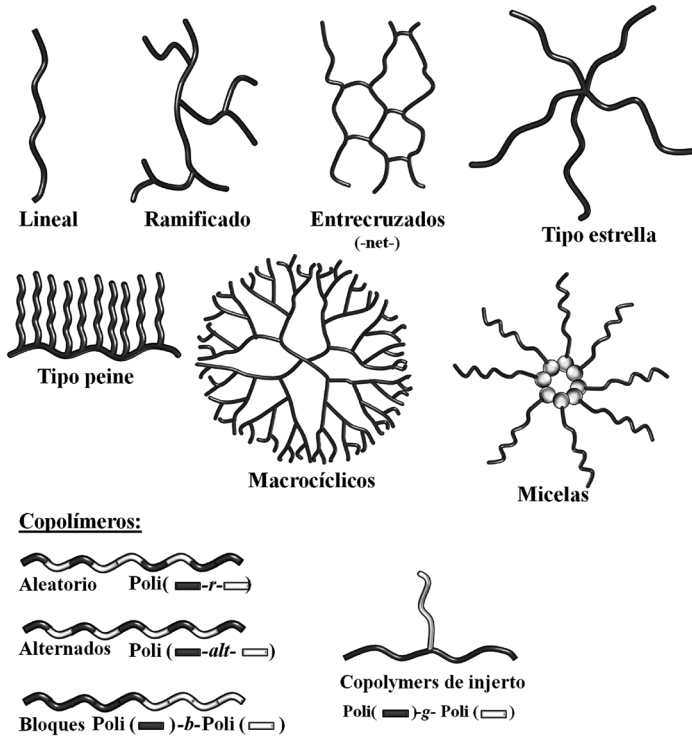 Lineal
Ramificado
Entrecruzados
(-net-)
Tipo estrella
Tipo peine
Macrocíclicos
Micelas
Copolímeros:
Aleatorio Poli( -r- )
Alternados Poli ( -alt- )
Bloques Poli ( )-b-Poli ( )
Copolymers de injerto
Poli( )-g- Poli ( )